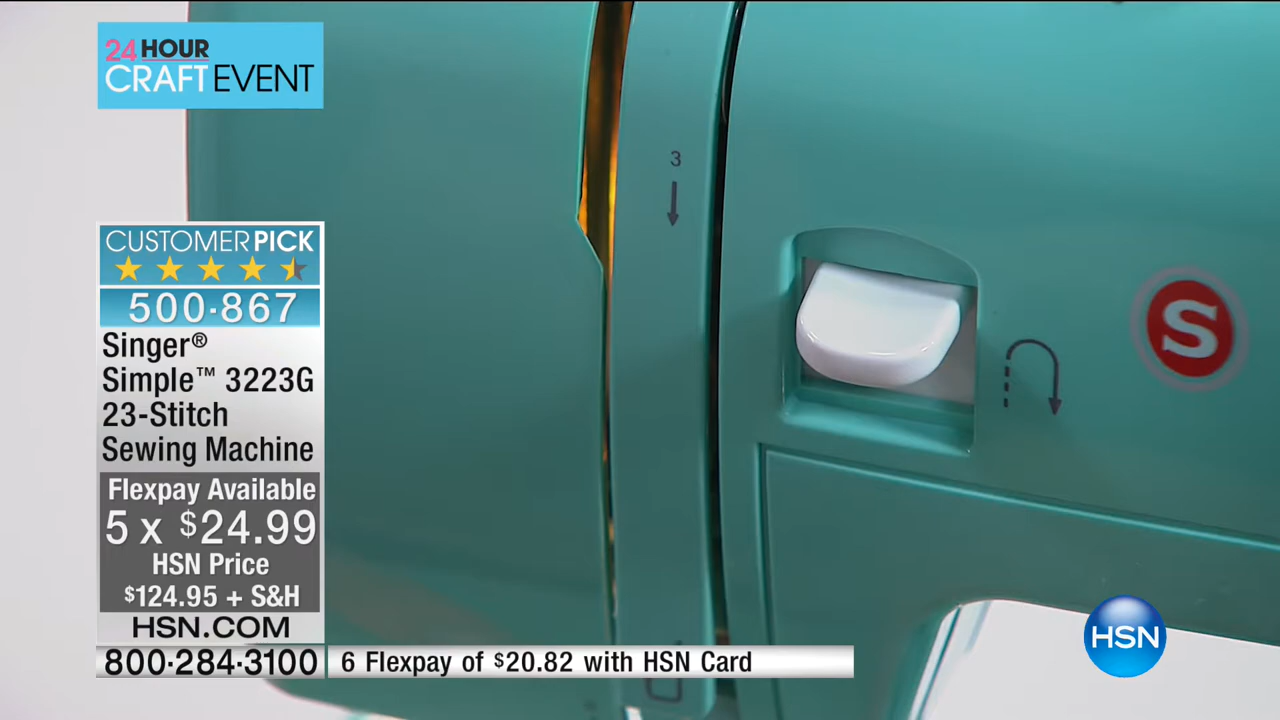 24 HOUR
CRAFT EVENT
CUSTOMER PICK
500-867
Singer®
Simple™ 3223G
23-Stitch
Sewing Machine
Flexpay Available
5 x $24.99
HSN Price
$124.95 + S&H
HSN.COM
800-284-3100
6 Flexpay of $20.82 with HSN Card
3
S
HSN